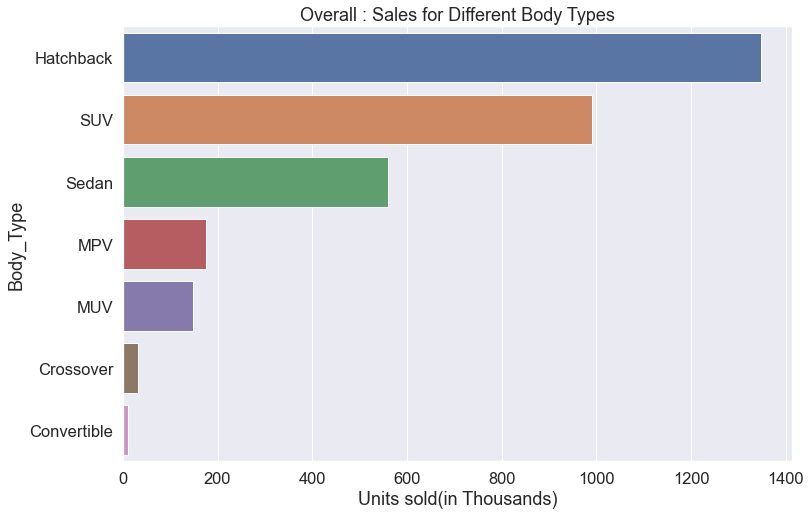 Overall : Sales for Different Body Types
Hatchback
SUV
Sedan
MPV
MUV
Crossover
Convertible
Body_Type
0 200 400 600 800 1000 1200 1400
Units sold(in Thousands)